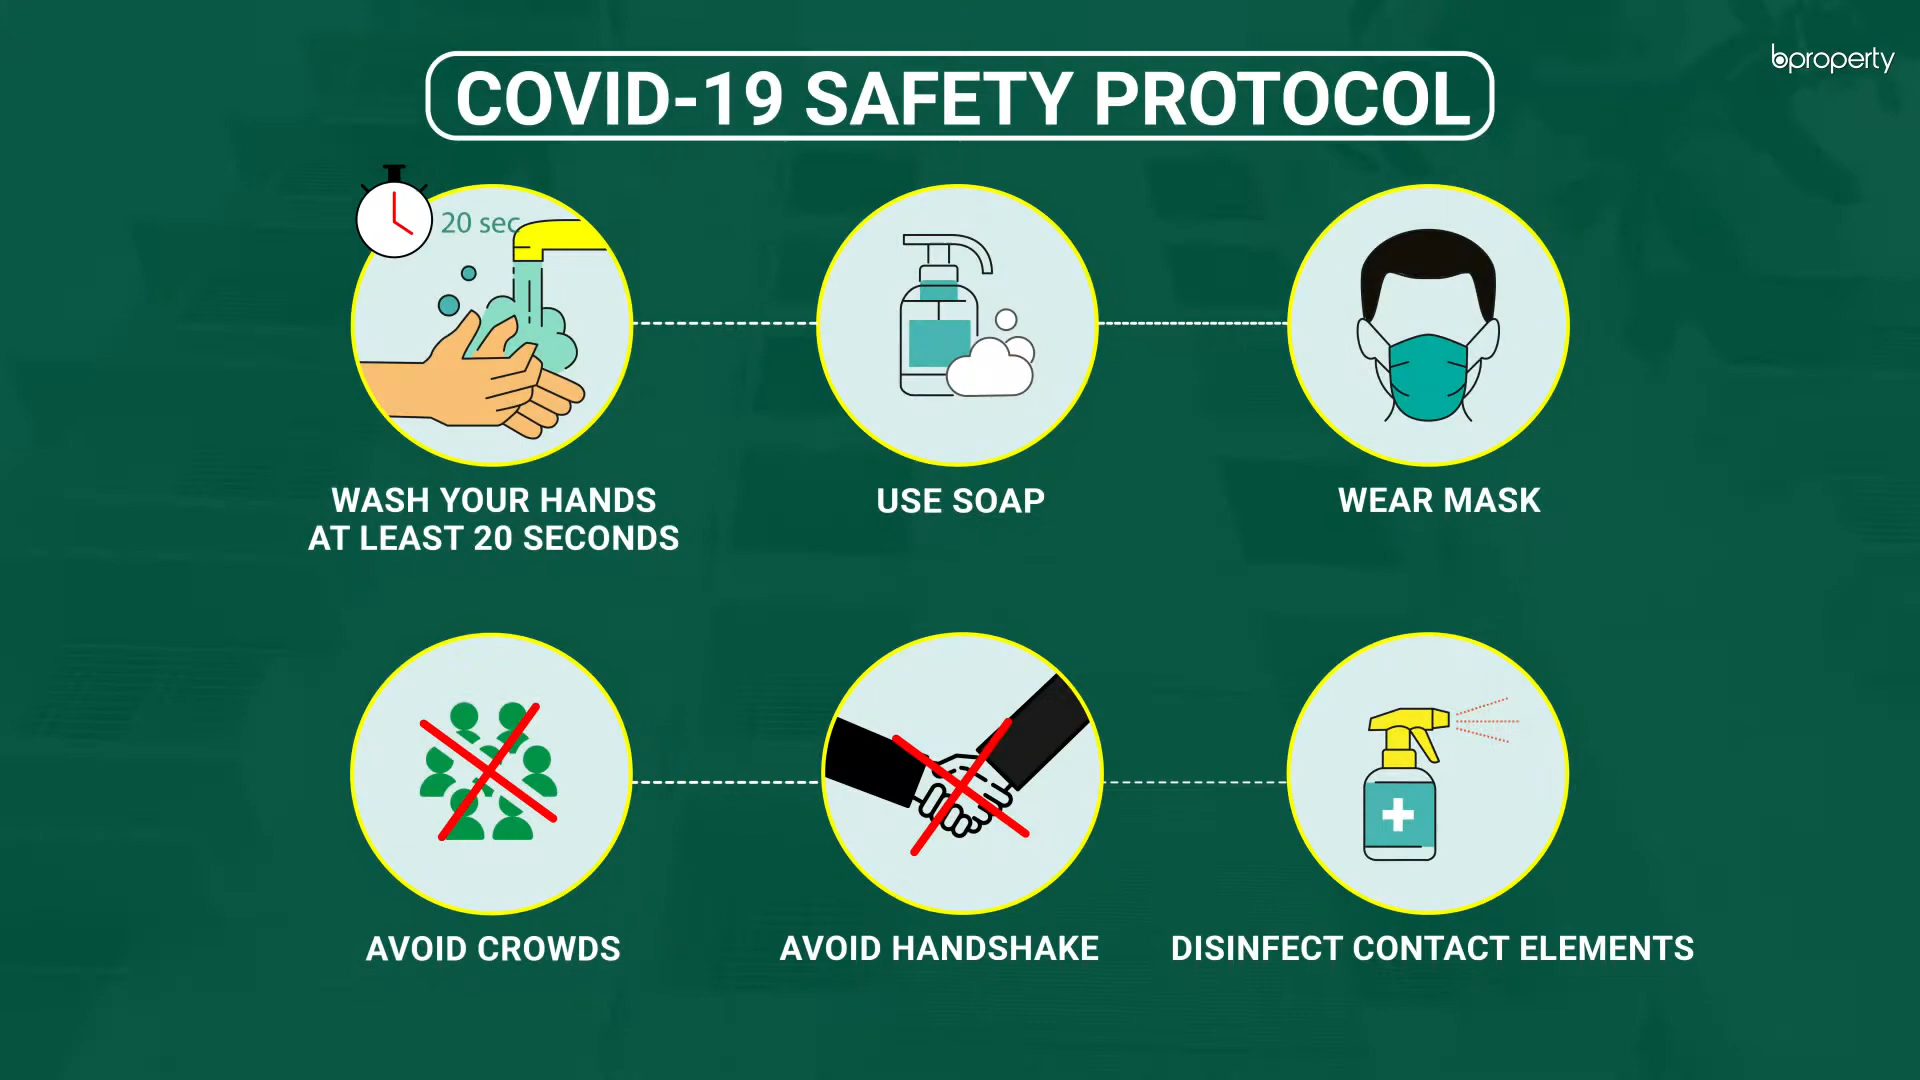 bproperty
COVID-19 SAFETY PROTOCOL
20 sec
WASH YOUR HANDS
AT LEAST 20 SECONDS
USE SOAP
WEAR MASK
AVOID CROWDS
AVOID HANDSHAKE
DISINFECT CONTACT ELEMENTS